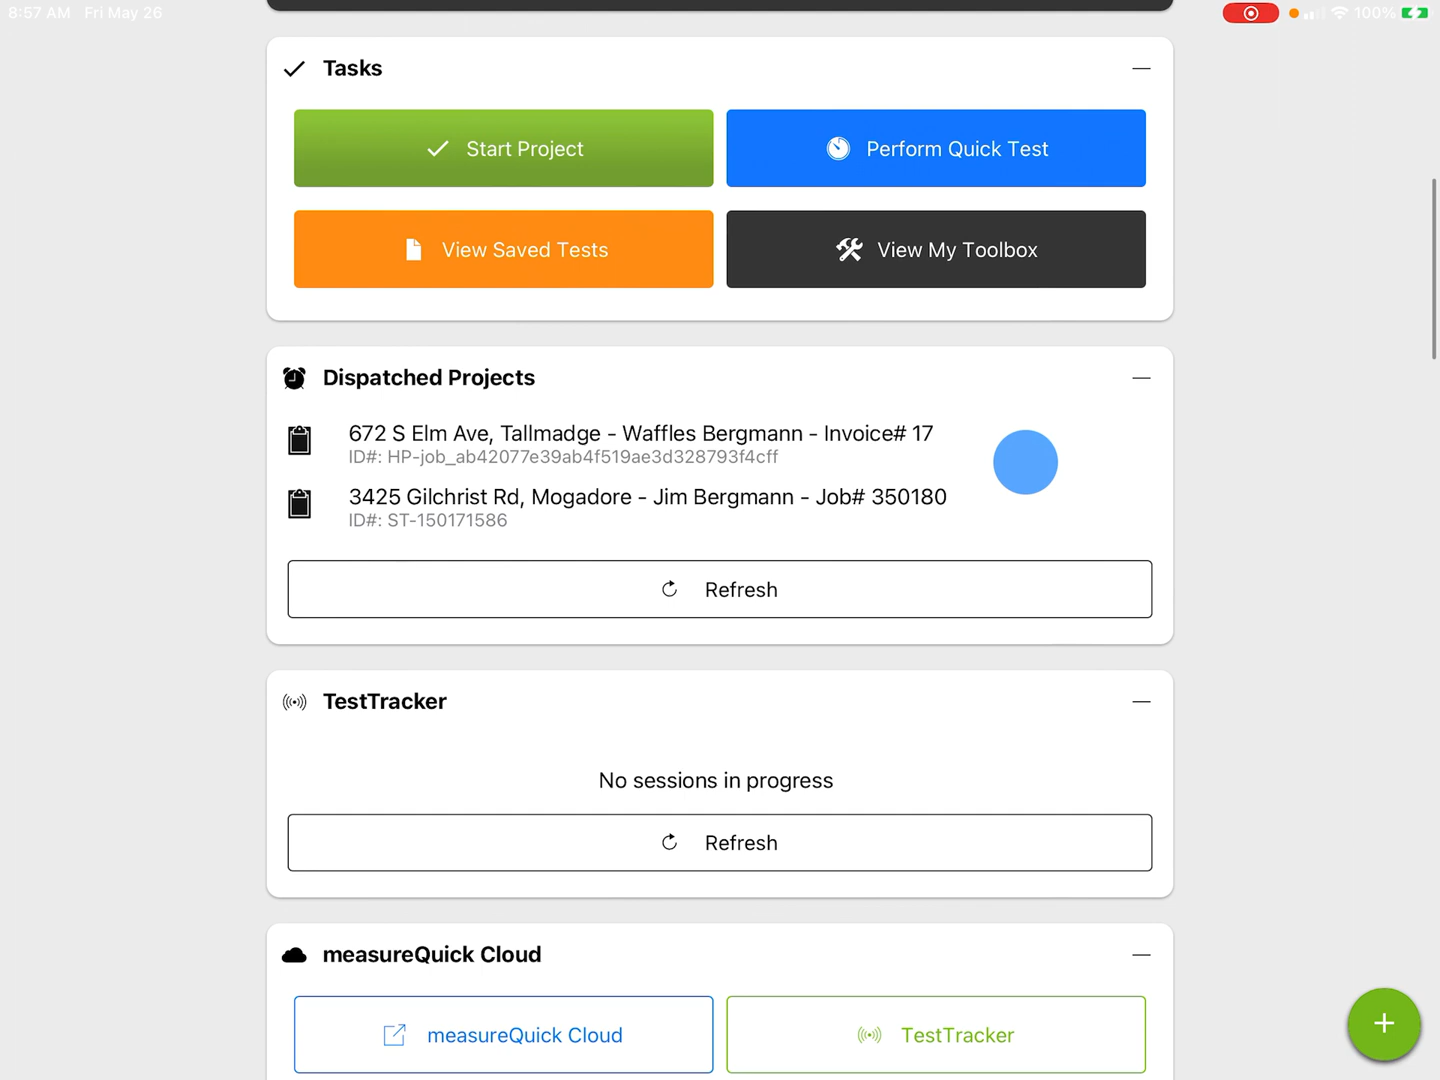 8:57 AM Fri May 26
100%
Tasks
Start Project
Perform Quick Test
View Saved Tests
View My Toolbox
Dispatched Projects
672 S Elm Ave, Tallmadge - Waffles Bergmann - Invoice# 17
ID#: HP-job_ab42077e39ab4f519ae3d328793f4cff
3425 Gilchrist Rd, Mogadore - Jim Bergmann - Job# 350180
ID#: ST-150171586
Refresh
TestTracker
No sessions in progress
Refresh
measureQuick Cloud
measureQuick Cloud
TestTracker